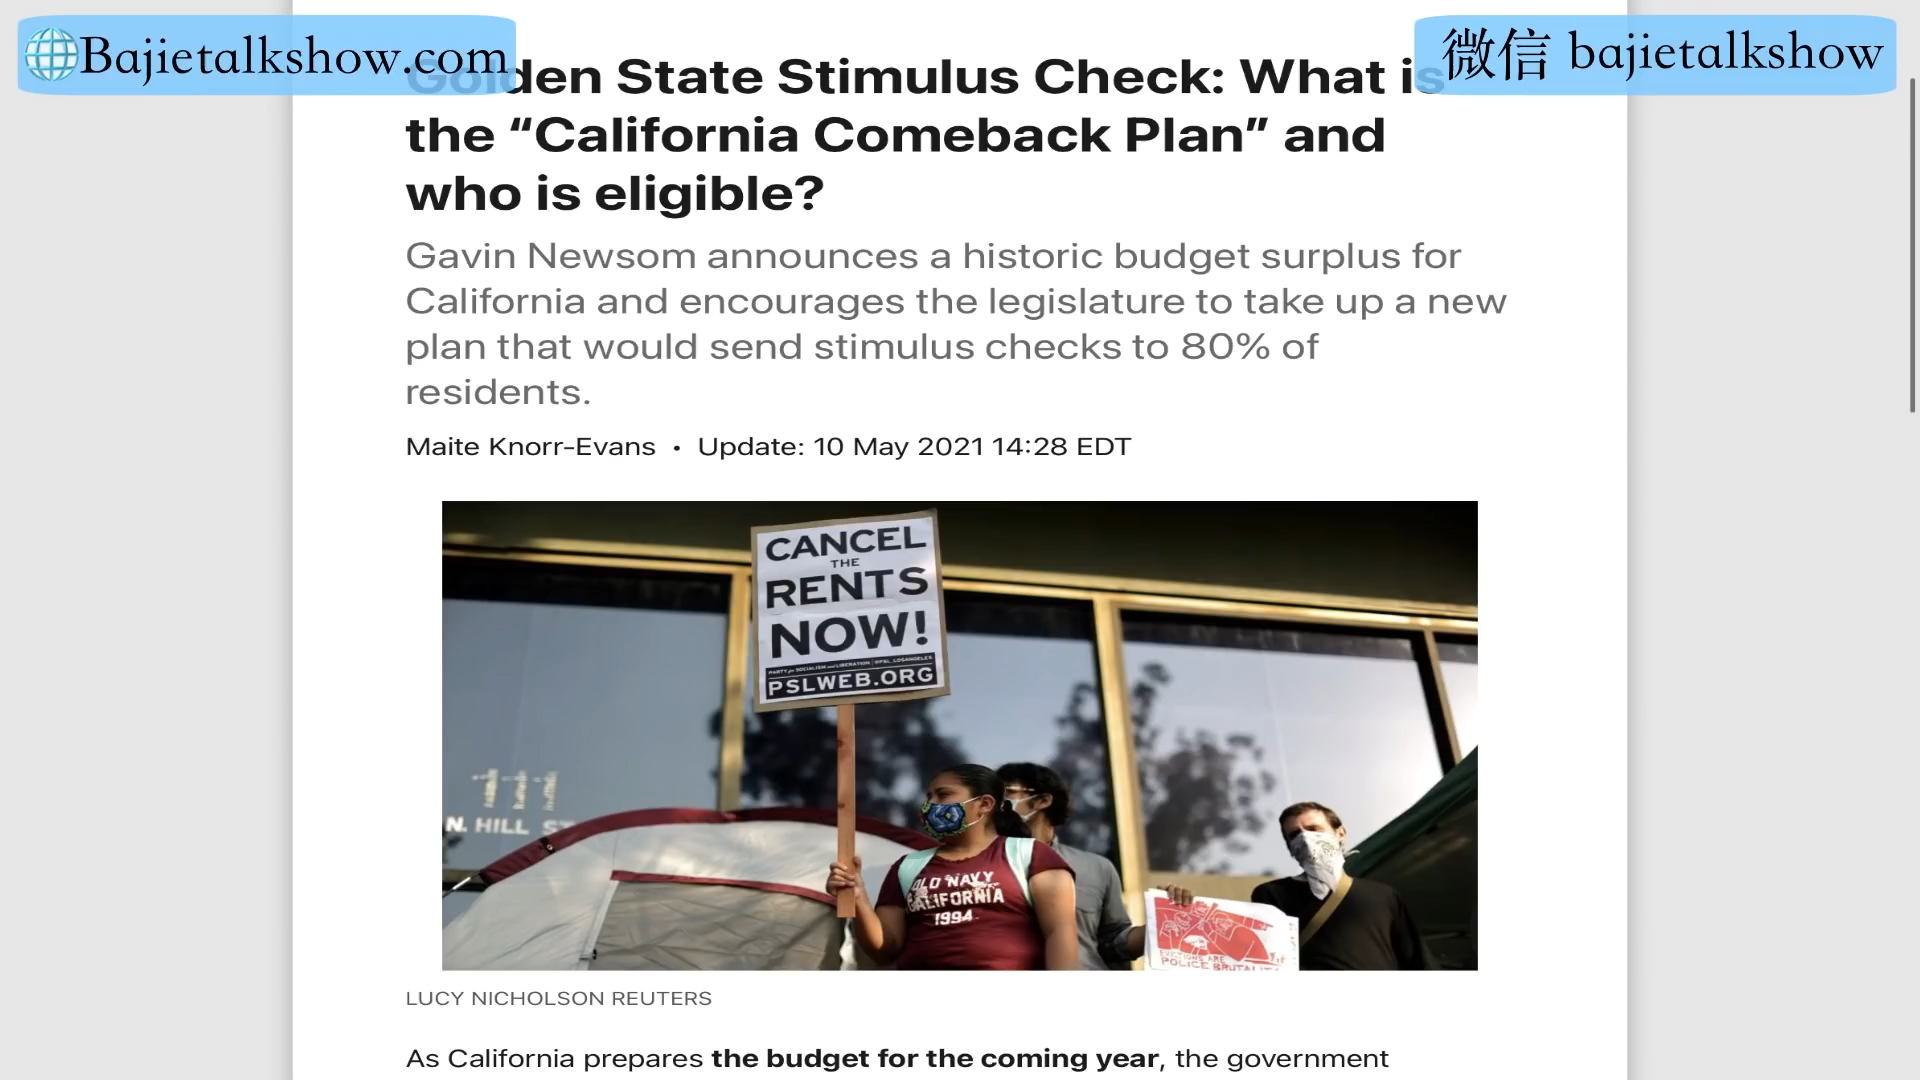 Bajietalkshow.com
微信 bajietalkshow
Golden State Stimulus Check: What is
the “California Comeback Plan” and
who is eligible?
Gavin Newsom announces a historic budget surplus for
California and encourages the legislature to take up a new
plan that would send stimulus checks to 80% of
residents.
Maite Knorr-Evans • Update: 10 May 2021 14:28 EDT
CANCEL
THE
RENTS
NOW!
PARTY for SOCIALISM and LIBERATION | @PSL_LOSANGELES
PSLWEB.ORG
N. HILL ST
OLD NAVY
CALIFORNIA
1994
EVICTIONS ARE
POLICE BRUTALITY
LUCY NICHOLSON REUTERS
As California prepares the budget for the coming year, the government